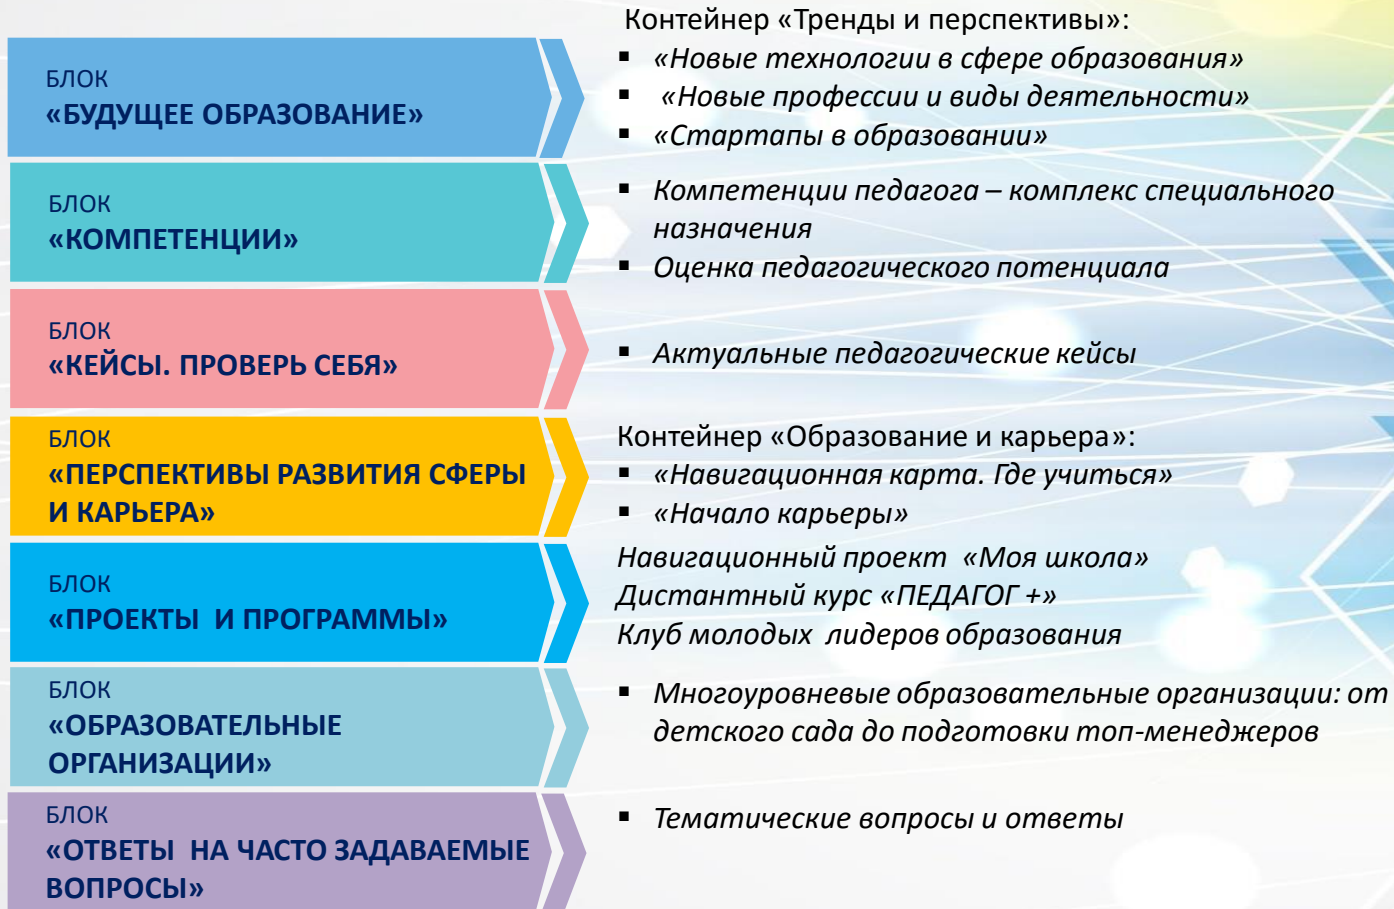 Контейнер «Тренды и перспективы»:
БЛОК
«БУДУЩЕЕ ОБРАЗОВАНИЕ»
▪ «Новые технологии в сфере образования»
▪ «Новые профессии и виды деятельности»
▪ «Стартапы в образовании»
БЛОК
«КОМПЕТЕНЦИИ»
▪ Компетенции педагога – комплекс специального
назначения
▪ Оценка педагогического потенциала
БЛОК
«КЕЙСЫ. ПРОВЕРЬ СЕБЯ»
▪ Актуальные педагогические кейсы
БЛОК
«ПЕРСПЕКТИВЫ РАЗВИТИЯ СФЕРЫ
И КАРЬЕРА»
Контейнер «Образование и карьера»:
▪ «Навигационная карта. Где учиться»
▪ «Начало карьеры»
БЛОК
«ПРОЕКТЫ И ПРОГРАММЫ»
Навигационный проект «Моя школа»
Дистантный курс «ПЕДАГОГ +»
Клуб молодых лидеров образования
БЛОК
«ОБРАЗОВАТЕЛЬНЫЕ
ОРГАНИЗАЦИИ»
▪ Многоуровневые образовательные организации: от
детского сада до подготовки топ-менеджеров
БЛОК
«ОТВЕТЫ НА ЧАСТО ЗАДАВАЕМЫЕ
ВОПРОСЫ»
▪ Тематические вопросы и ответы